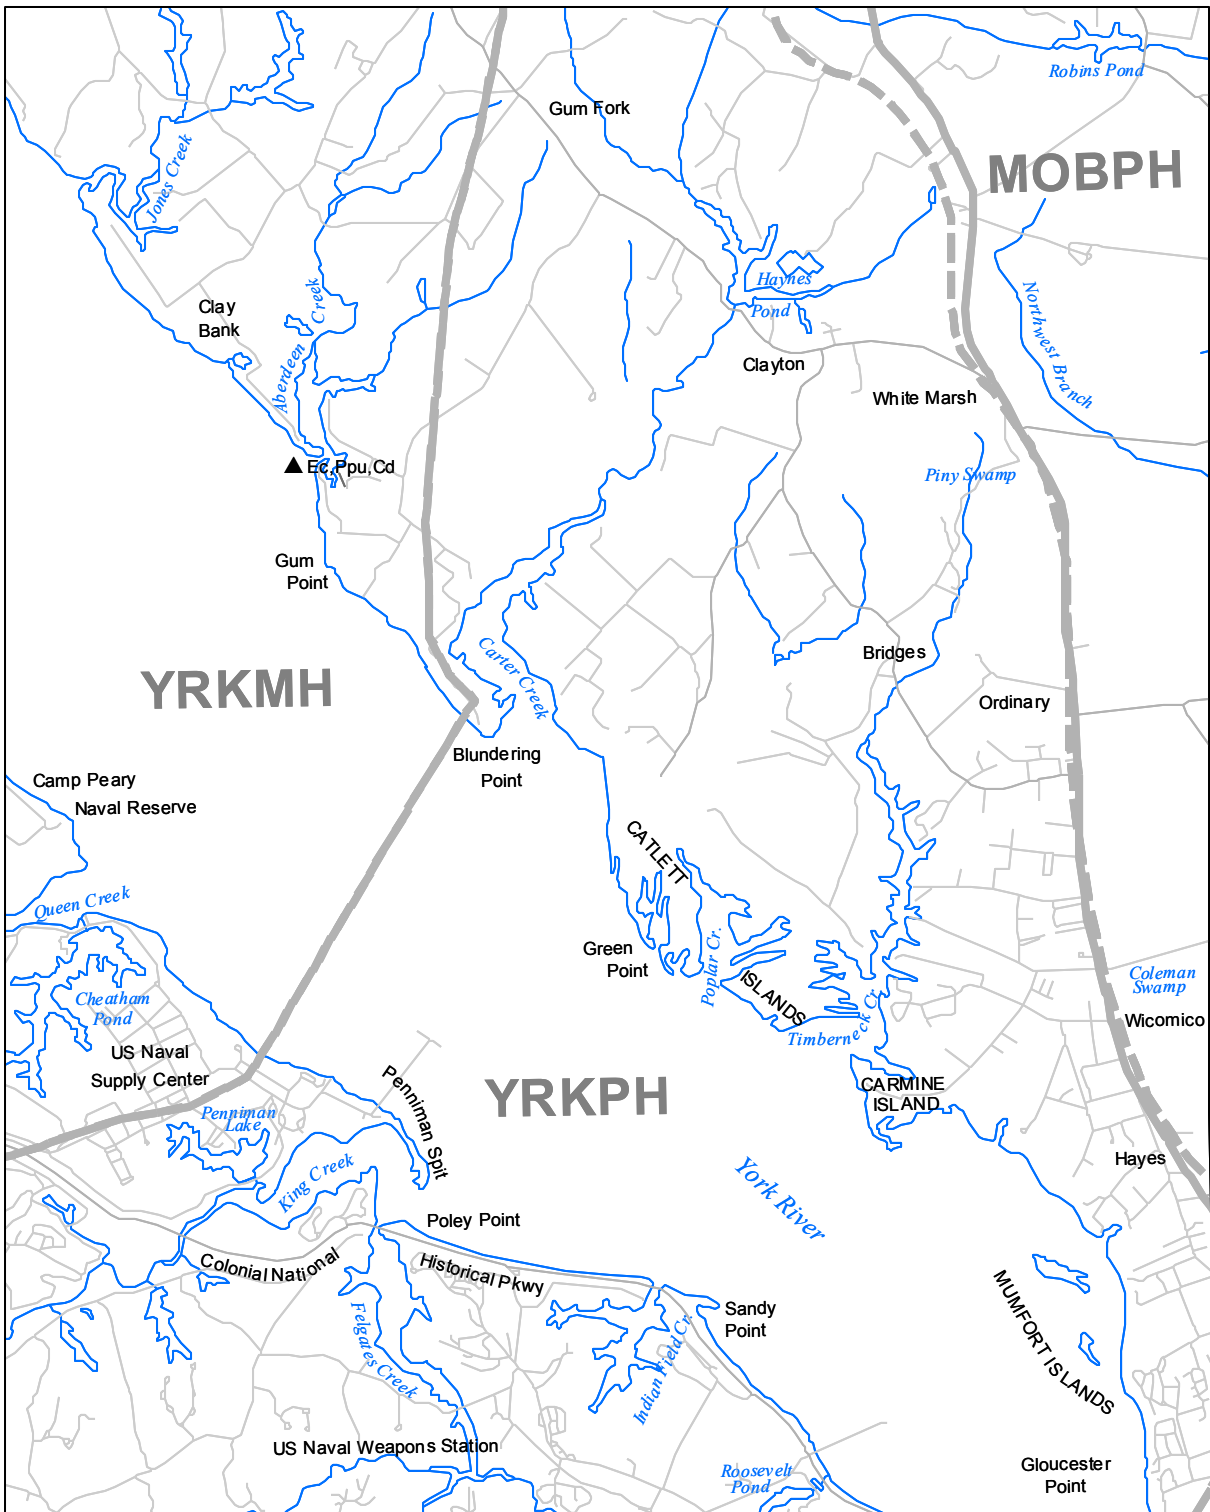 Robins Pond
Gum Fork
MOBPH
Jones Creek
Haynes
Pond
Clay
Bank
Aberdeen Creek
Northwest Branch
Clayton
White Marsh
Ec,Ppu,Cd
Piny Swamp
Gum
Point
Carter Creek
Bridges
YRKMH
Ordinary
Blundering
Point
Camp Peary
Naval Reserve
CATLETT
ISLANDS
Queen Creek
Green
Point
Poplar Cr.
Cheatham
Pond
Coleman
Swamp
Wicomico
Timberneck Cr.
US Naval
Supply Center
YRKPH
CARMINE
ISLAND
Penniman Spit
Penniman
Lake
Hayes
King Creek
York River
Poley Point
Colonial National
Historical Pkwy
MUMFORT ISLANDS
Sandy
Point
Felgates Creek
Indian Field Cr.
US Naval Weapons Station
Roosevelt
Pond
Gloucester
Point